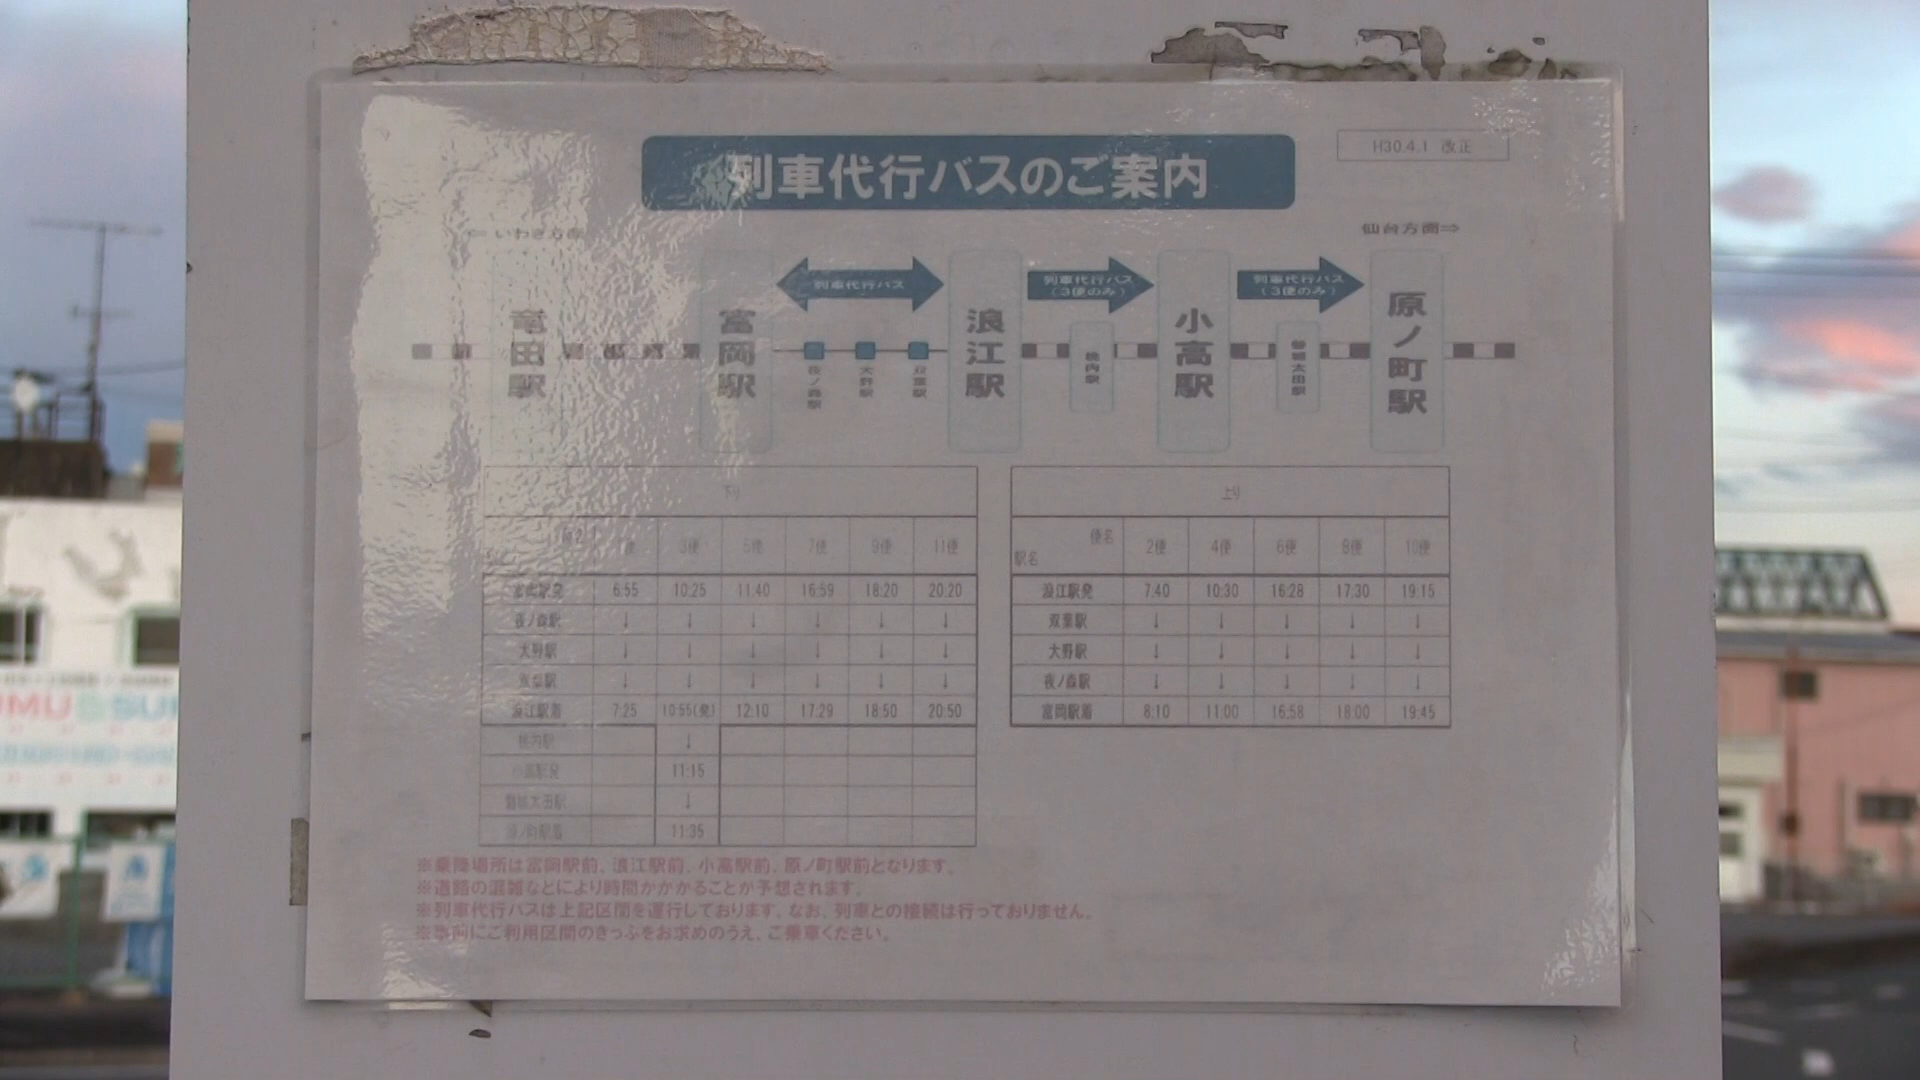 列車代行バスのご案内
H30.4.1 改正
⇐ いわき方面
仙台方面⇒
列車代行バス
列車代行バス
(3便のみ)
列車代行バス
(3便のみ)
竜田駅
富岡駅
夜ノ森駅
大野駅
双葉駅
浪江駅
桃内駅
小高駅
磐城太田駅
原ノ町駅
下り
3便 5便 7便 9便 11便
富岡駅発 6:55 10:25 11:40 16:59 18:20 20:20
夜ノ森駅 ↓ ↓ ↓ ↓ ↓ ↓
大野駅 ↓ ↓ ↓ ↓ ↓ ↓
双葉駅 ↓ ↓ ↓ ↓ ↓ ↓
浪江駅着 7:25 10:55(発) 12:10 17:29 18:50 20:50
桃内駅 ↓
小高駅発 11:15
磐城太田駅 ↓
原ノ町駅着 11:35
上り
便名
駅名
2便 4便 6便 8便 10便
浪江駅発 7:40 10:30 16:28 17:30 19:15
双葉駅 ↓ ↓ ↓ ↓ ↓
大野駅 ↓ ↓ ↓ ↓ ↓
夜ノ森駅 ↓ ↓ ↓ ↓ ↓
富岡駅着 8:10 11:00 16:58 18:00 19:45
※乗降場所は富岡駅前、浪江駅前、小高駅前、原ノ町駅前となります。
※道路の混雑などにより時間がかかることが予想されます。
※列車代行バスは上記区間を運行しております。なお、列車との接続は行っておりません。
※事前にご利用区間のきっぷをお求めのうえ、ご乗車ください。